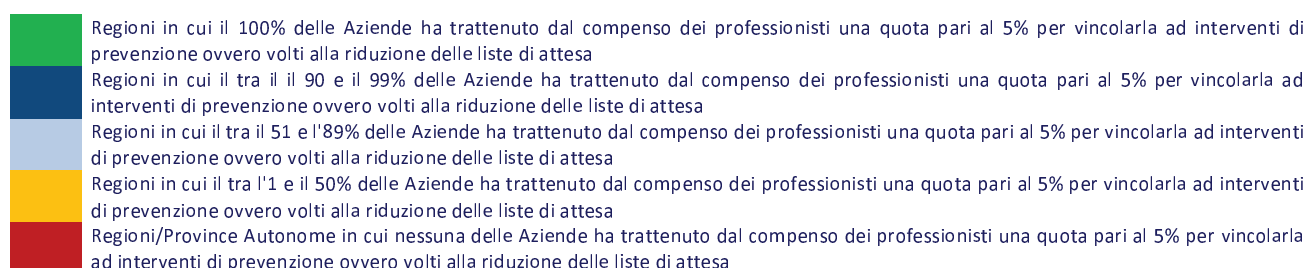 Regioni in cui il 100% delle Aziende ha trattenuto dal compenso dei professionisti una quota pari al 5% per vincolarla ad interventi di
prevenzione ovvero volti alla riduzione delle liste di attesa
Regioni in cui il tra il il 90 e il 99% delle Aziende ha trattenuto dal compenso dei professionisti una quota pari al 5% per vincolarla ad
interventi di prevenzione ovvero volti alla riduzione delle liste di attesa
Regioni in cui il tra il 51 e l'89% delle Aziende ha trattenuto dal compenso dei professionisti una quota pari al 5% per vincolarla ad interventi
di prevenzione ovvero volti alla riduzione delle liste di attesa
Regioni in cui il tra l'1 e il 50% delle Aziende ha trattenuto dal compenso dei professionisti una quota pari al 5% per vincolarla ad interventi
di prevenzione ovvero volti alla riduzione delle liste di attesa
Regioni/Province Autonome in cui nessuna delle Aziende ha trattenuto dal compenso dei professionisti una quota pari al 5% per vincolarla
ad interventi di prevenzione ovvero volti alla riduzione delle liste di attesa